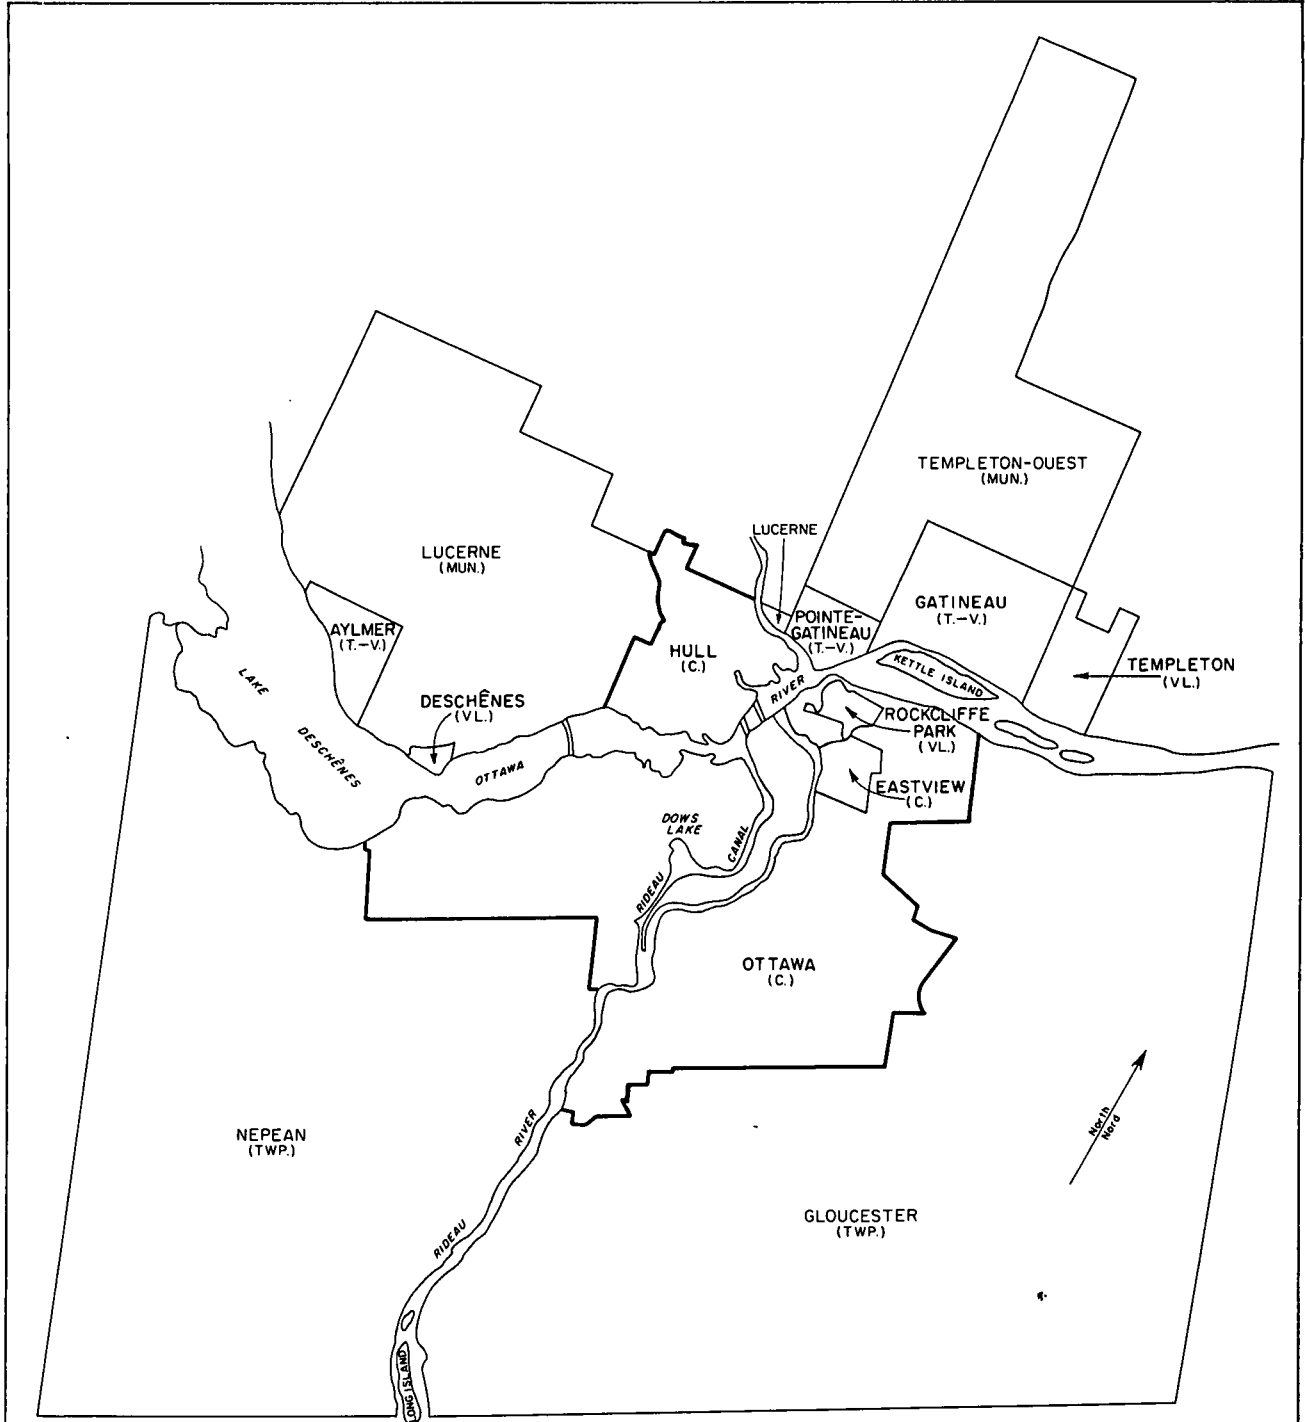 TEMPLETON-OUEST
(MUN.)
LUCERNE
LUCERNE
(MUN.)
AYLMER
(T.-V.)
HULL
(C.)
POINTE-
GATINEAU
(T.-V.)
GATINEAU
(T.-V.)
TEMPLETON
(VL.)
KETTLE ISLAND
RIVER
LAKE
DESCHÊNES
DESCHÊNES
(VL.)
OTTAWA
ROCKCLIFFE
PARK
(VL.)
EASTVIEW
(C.)
DOWS
LAKE
CANAL
RIDEAU
OTTAWA
(C.)
NEPEAN
(TWP.)
RIVER
RIDEAU
North
Nord
GLOUCESTER
(TWP.)
LONG ISLAND